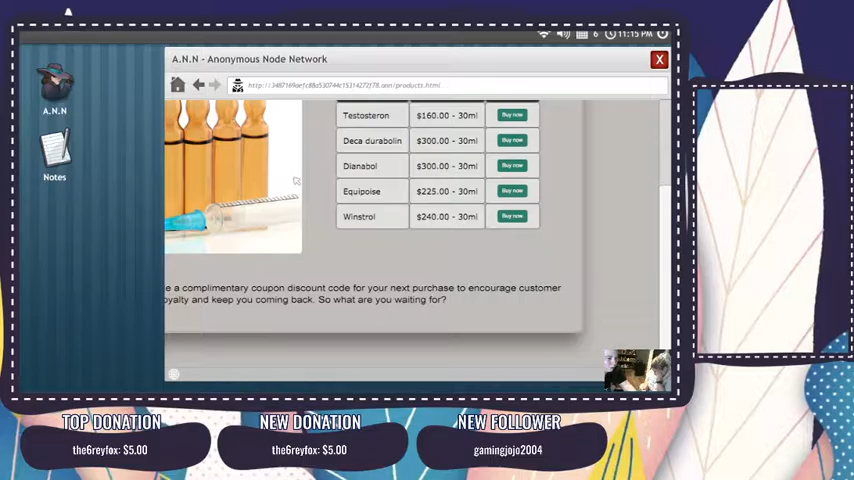 6 11:15 PM
A.N.N - Anonymous Node Network
X
A.N.N
Notes
Testosteron $160.00 - 30ml Buy now
Deca durabolin $300.00 - 30ml Buy now
Dianabol $300.00 - 30ml Buy now
Equipoise $225.00 - 30ml Buy now
Winstrol $240.00 - 30ml Buy now
e a complimentary coupon discount code for your next purchase to encourage customer
oyalty and keep you coming back. So what are you waiting for?
TOP DONATION
the6reyfox: $5.00
NEW DONATION
the6reyfox: $5.00
NEW FOLLOWER
gamingjojo2004